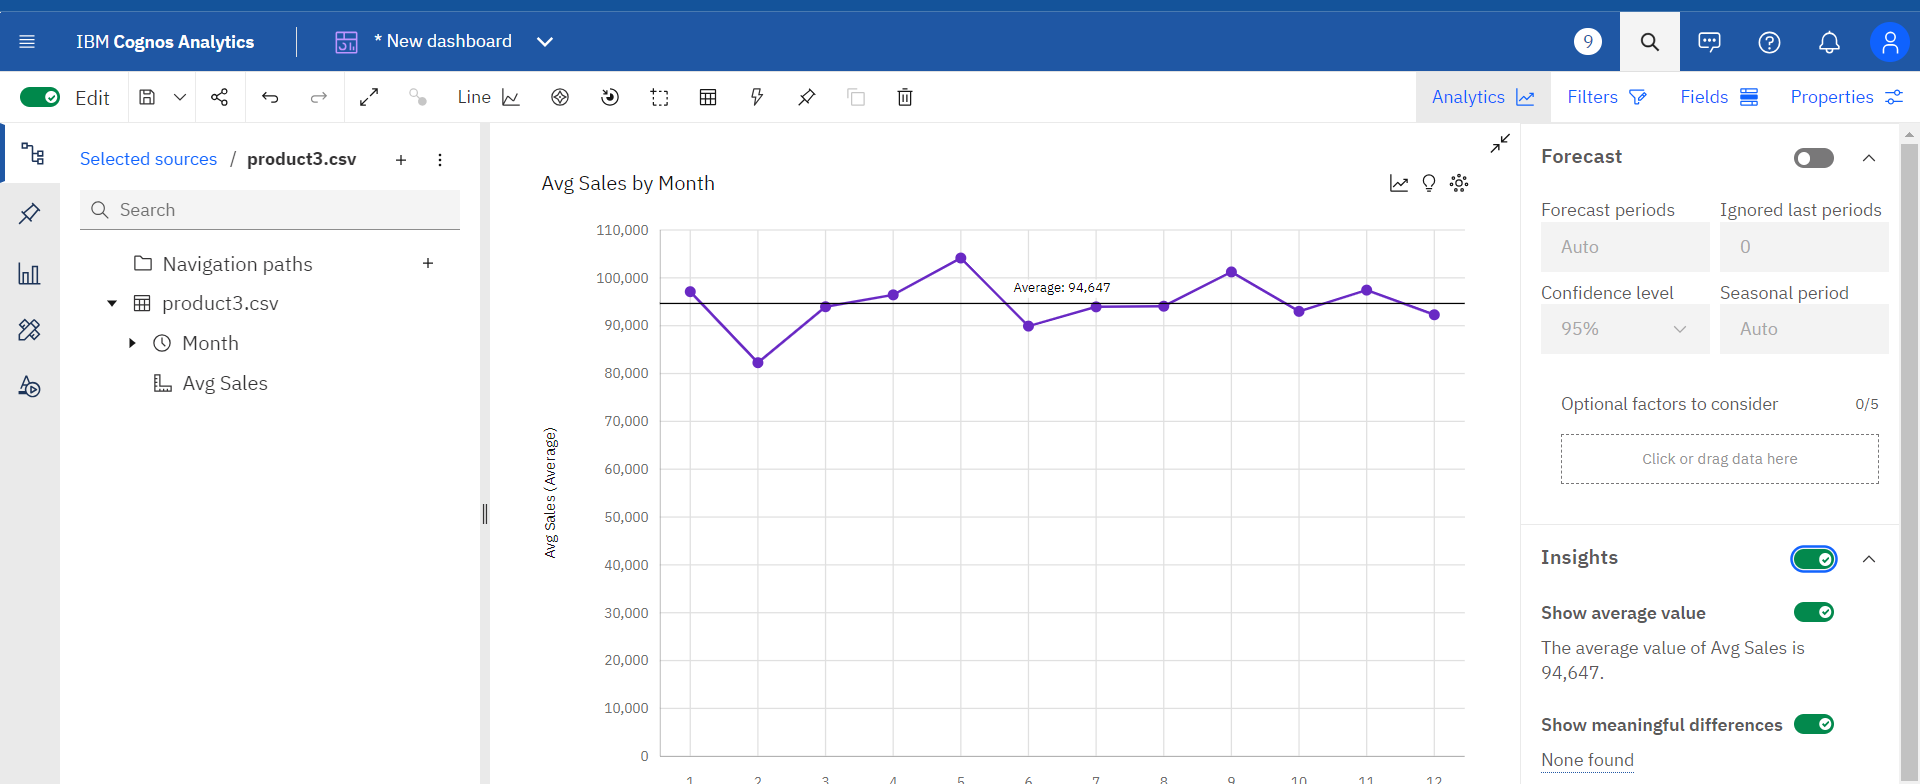 IBM Cognos Analytics
* New dashboard
9
Edit
Line
Analytics
Filters
Fields
Properties
Selected sources / product3.csv
Search
Navigation paths
product3.csv
Month
Avg Sales
Avg Sales by Month
110,000
100,000
90,000
80,000
70,000
60,000
50,000
40,000
30,000
20,000
10,000
0
Avg Sales (Average)
Average: 94,647
1 2 3 4 5 6 7 8 9 10 11 12
Forecast
Forecast periods
Ignored last periods
Auto
0
Confidence level
Seasonal period
95%
Auto
Optional factors to consider
0/5
Click or drag data here
Insights
Show average value
The average value of Avg Sales is
94,647.
Show meaningful differences
None found